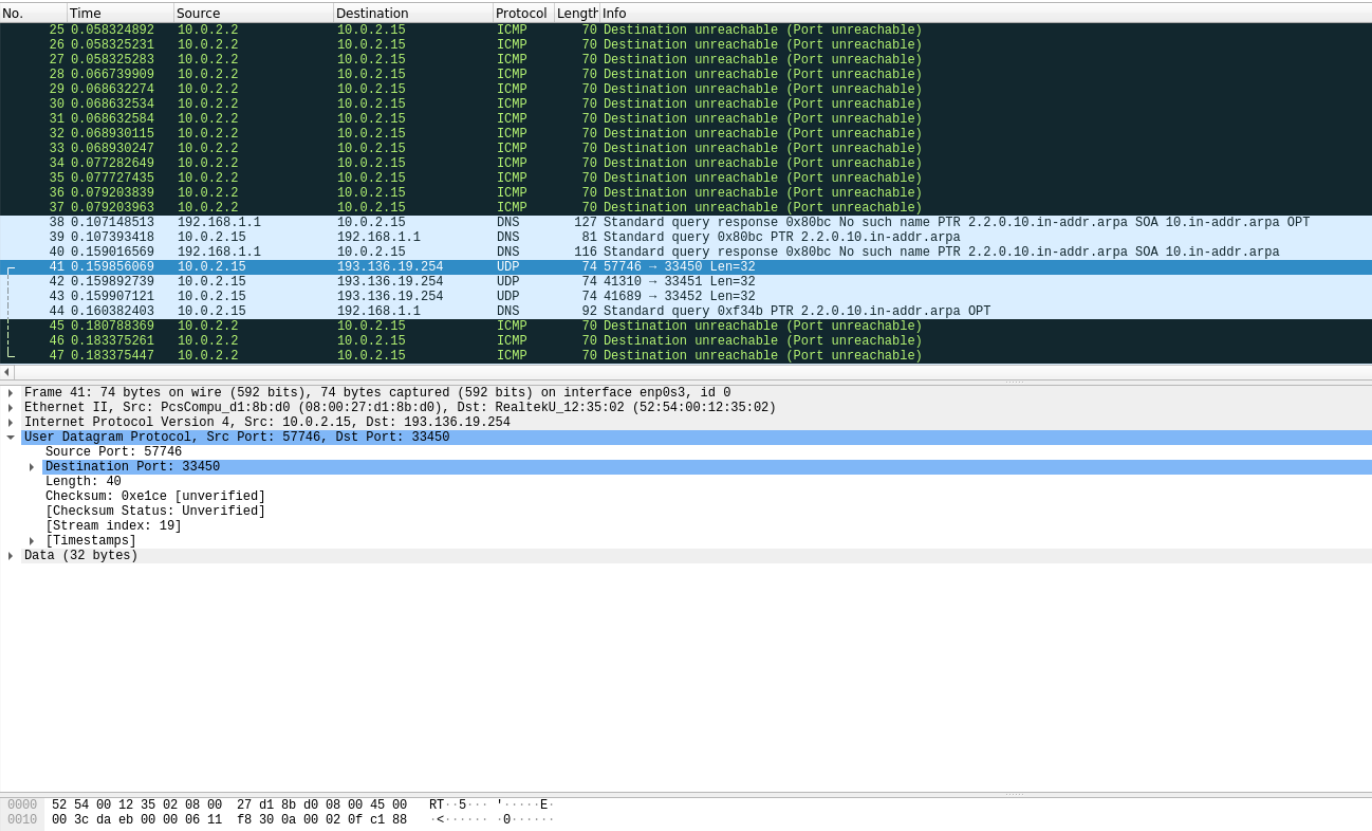 No. Time Source Destination Protocol Length Info
25 0.058324892 10.0.2.2 10.0.2.15 ICMP 70 Destination unreachable (Port unreachable)
26 0.058325231 10.0.2.2 10.0.2.15 ICMP 70 Destination unreachable (Port unreachable)
27 0.058325283 10.0.2.2 10.0.2.15 ICMP 70 Destination unreachable (Port unreachable)
28 0.066739909 10.0.2.2 10.0.2.15 ICMP 70 Destination unreachable (Port unreachable)
29 0.068632274 10.0.2.2 10.0.2.15 ICMP 70 Destination unreachable (Port unreachable)
30 0.068632534 10.0.2.2 10.0.2.15 ICMP 70 Destination unreachable (Port unreachable)
31 0.068632584 10.0.2.2 10.0.2.15 ICMP 70 Destination unreachable (Port unreachable)
32 0.068930115 10.0.2.2 10.0.2.15 ICMP 70 Destination unreachable (Port unreachable)
33 0.068930247 10.0.2.2 10.0.2.15 ICMP 70 Destination unreachable (Port unreachable)
34 0.077282649 10.0.2.2 10.0.2.15 ICMP 70 Destination unreachable (Port unreachable)
35 0.077727435 10.0.2.2 10.0.2.15 ICMP 70 Destination unreachable (Port unreachable)
36 0.079203839 10.0.2.2 10.0.2.15 ICMP 70 Destination unreachable (Port unreachable)
37 0.079203963 10.0.2.2 10.0.2.15 ICMP 70 Destination unreachable (Port unreachable)
38 0.107148513 192.168.1.1 10.0.2.15 DNS 127 Standard query response 0x80bc No such name PTR 2.2.0.10.in-addr.arpa SOA 10.in-addr.arpa OPT
39 0.107393418 10.0.2.15 192.168.1.1 DNS 81 Standard query 0x80bc PTR 2.2.0.10.in-addr.arpa
40 0.159016569 192.168.1.1 10.0.2.15 DNS 116 Standard query response 0x80bc No such name PTR 2.2.0.10.in-addr.arpa SOA 10.in-addr.arpa
41 0.159856069 10.0.2.15 193.136.19.254 UDP 74 57746 → 33450 Len=32
42 0.159892739 10.0.2.15 193.136.19.254 UDP 74 41310 → 33451 Len=32
43 0.159907121 10.0.2.15 193.136.19.254 UDP 74 41689 → 33452 Len=32
44 0.160382403 10.0.2.15 192.168.1.1 DNS 92 Standard query 0xf34b PTR 2.2.0.10.in-addr.arpa OPT
45 0.180788369 10.0.2.2 10.0.2.15 ICMP 70 Destination unreachable (Port unreachable)
46 0.183375261 10.0.2.2 10.0.2.15 ICMP 70 Destination unreachable (Port unreachable)
47 0.183375447 10.0.2.2 10.0.2.15 ICMP 70 Destination unreachable (Port unreachable)
Frame 41: 74 bytes on wire (592 bits), 74 bytes captured (592 bits) on interface enp0s3, id 0
Ethernet II, Src: PcsCompu_d1:8b:d0 (08:00:27:d1:8b:d0), Dst: RealtekU_12:35:02 (52:54:00:12:35:02)
Internet Protocol Version 4, Src: 10.0.2.15, Dst: 193.136.19.254
User Datagram Protocol, Src Port: 57746, Dst Port: 33450
Source Port: 57746
Destination Port: 33450
Length: 40
Checksum: 0xe1ce [unverified]
[Checksum Status: Unverified]
[Stream index: 19]
[Timestamps]
Data (32 bytes)
0000 52 54 00 12 35 02 08 00 27 d1 8b d0 08 00 45 00 RT··5··· '·····E·
0010 00 3c da eb 00 00 06 11 f8 30 0a 00 02 0f c1 88 ·<······ ·0······